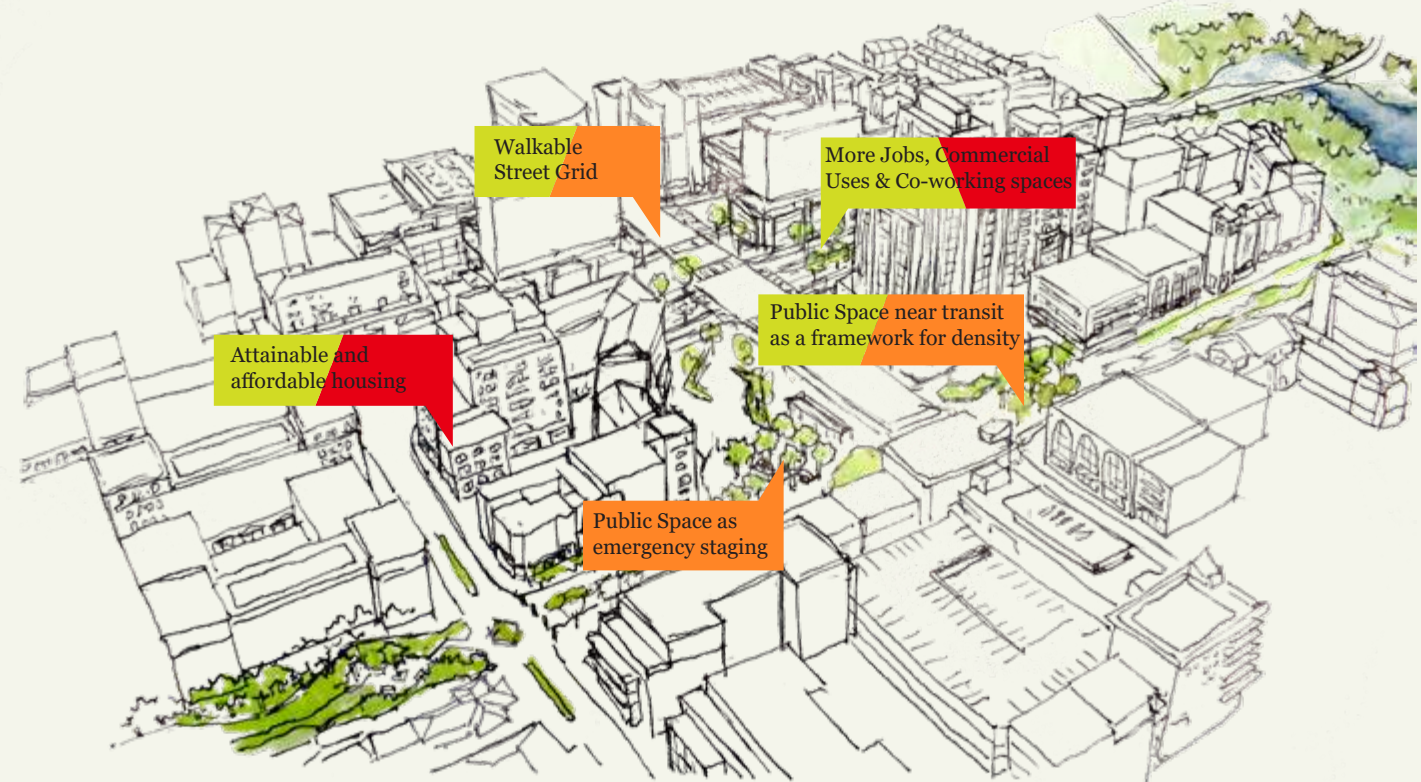 Walkable
Street Grid
More Jobs, Commercial
Uses & Co-working spaces
Public Space near transit
as a framework for density
Attainable and
affordable housing
Public Space as
emergency staging